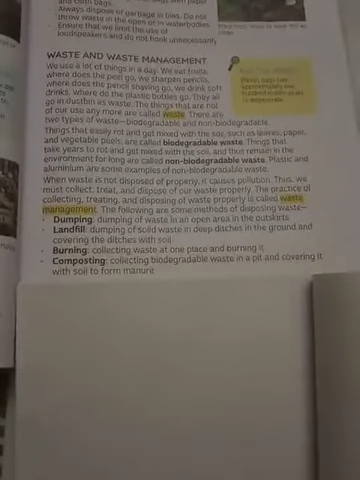 and cloth bags.
Always dispose of garbage in bins. Do not
throw waste in the open or in waterbodies.
Ensure that we limit the use of
loudspeakers and do not honk unnecessarily
WASTE AND WASTE MANAGEMENT
We use a lot of things in a day. We eat fruits,
where does the peel go, we sharpen pencils,
where does the pencil shaving go, we drink soft
drinks, where do the plastic bottles go. They all
go in dustbin as waste. The things that are not
of our use any more are called waste. There are
two types of waste—biodegradable and non-biodegradable.
Things that easily rot and get mixed with the soil, such as leaves, paper,
and vegetable peels, are called biodegradable waste. Things that
take years to rot and get mixed with the soil, and thus remain in the
environment for long are called non-biodegradable waste. Plastic and
aluminium are some examples of non-biodegradable waste.
When waste is not disposed of properly, it causes pollution. Thus, we
must collect, treat, and dispose of our waste properly. The practice of
collecting, treating, and disposing of waste properly is called waste
management. The following are some methods of disposing waste—
• Dumping: dumping of waste in an open area in the outskirts
• Landfill: dumping of solid waste in deep ditches in the ground and
covering the ditches with soil
• Burning: collecting waste at one place and burning it
• Composting: collecting biodegradable waste in a pit and covering it
with soil to form manure